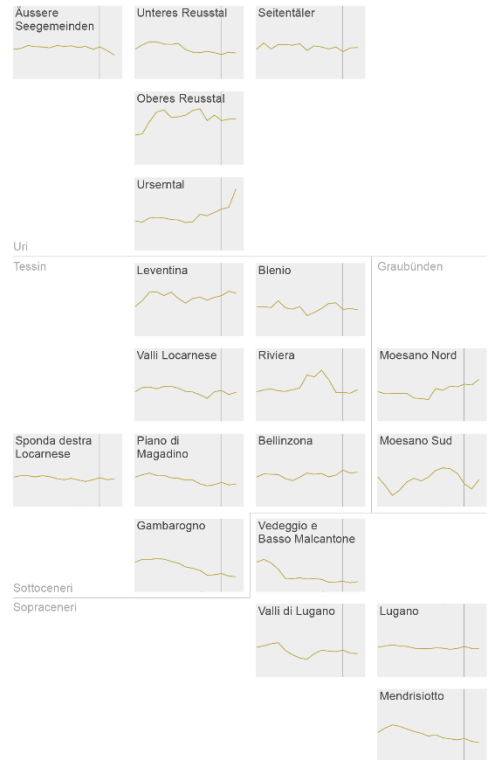 Äussere
Seegemeinden
Unteres Reusstal
Seitentäler
Oberes Reusstal
Urserntal
Uri
Tessin
Graubünden
Leventina
Blenio
Valli Locarnese
Riviera
Moesano Nord
Sponda destra
Locarnese
Piano di
Magadino
Bellinzona
Moesano Sud
Gambarogno
Vedeggio e
Basso Malcantone
Sottoceneri
Sopraceneri
Valli di Lugano
Lugano
Mendrisiotto